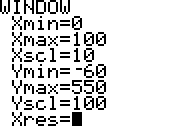 WINDOW
Xmin=0
Xmax=100
Xscl=10
Ymin=-60
Ymax=550
Yscl=100
Xres=